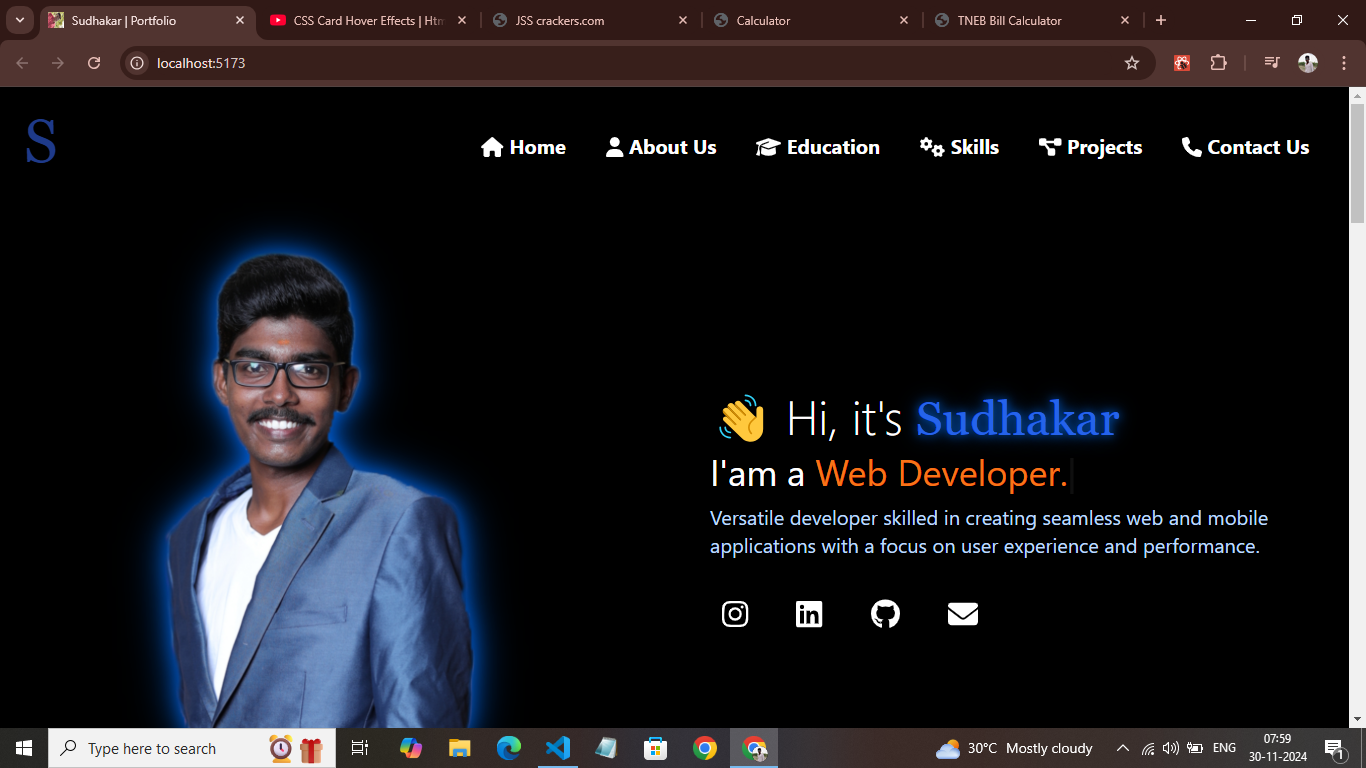 Sudhakar | Portfolio
CSS Card Hover Effects | Htm
JSS crackers.com
Calculator
TNEB Bill Calculator
localhost:5173
S
Home
About Us
Education
Skills
Projects
Contact Us
Hi, it's Sudhakar
I'am a Web Developer.
Versatile developer skilled in creating seamless web and mobile
applications with a focus on user experience and performance.
Type here to search
30°C Mostly cloudy
ENG
07:59
30-11-2024
1